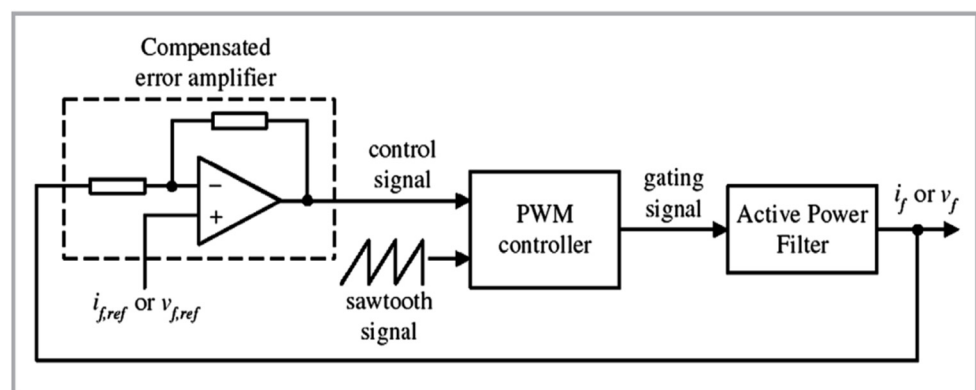 Compensated
error amplifier
−
+
i_f,ref or v_f,ref
control
signal
sawtooth
signal
PWM
controller
gating
signal
Active Power
Filter
i_f or v_f